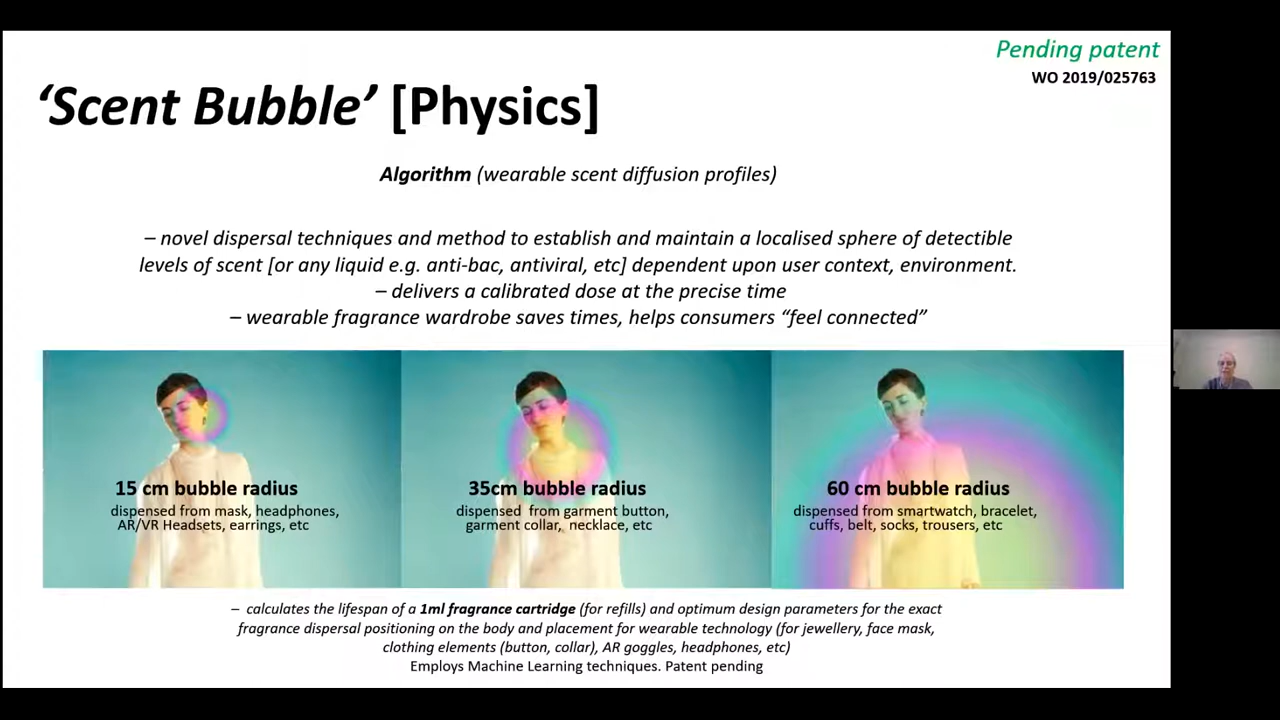 Pending patent
WO 2019/025763
‘Scent Bubble’ [Physics]
Algorithm (wearable scent diffusion profiles)
– novel dispersal techniques and method to establish and maintain a localised sphere of detectible
levels of scent [or any liquid e.g. anti-bac, antiviral, etc] dependent upon user context, environment.
– delivers a calibrated dose at the precise time
– wearable fragrance wardrobe saves times, helps consumers “feel connected”
15 cm bubble radius
dispensed from mask, headphones,
AR/VR Headsets, earrings, etc
35cm bubble radius
dispensed from garment button,
garment collar, necklace, etc
60 cm bubble radius
dispensed from smartwatch, bracelet,
cuffs, belt, socks, trousers, etc
– calculates the lifespan of a 1ml fragrance cartridge (for refills) and optimum design parameters for the exact
fragrance dispersal positioning on the body and placement for wearable technology (for jewellery, face mask,
clothing elements (button, collar), AR goggles, headphones, etc)
Employs Machine Learning techniques. Patent pending